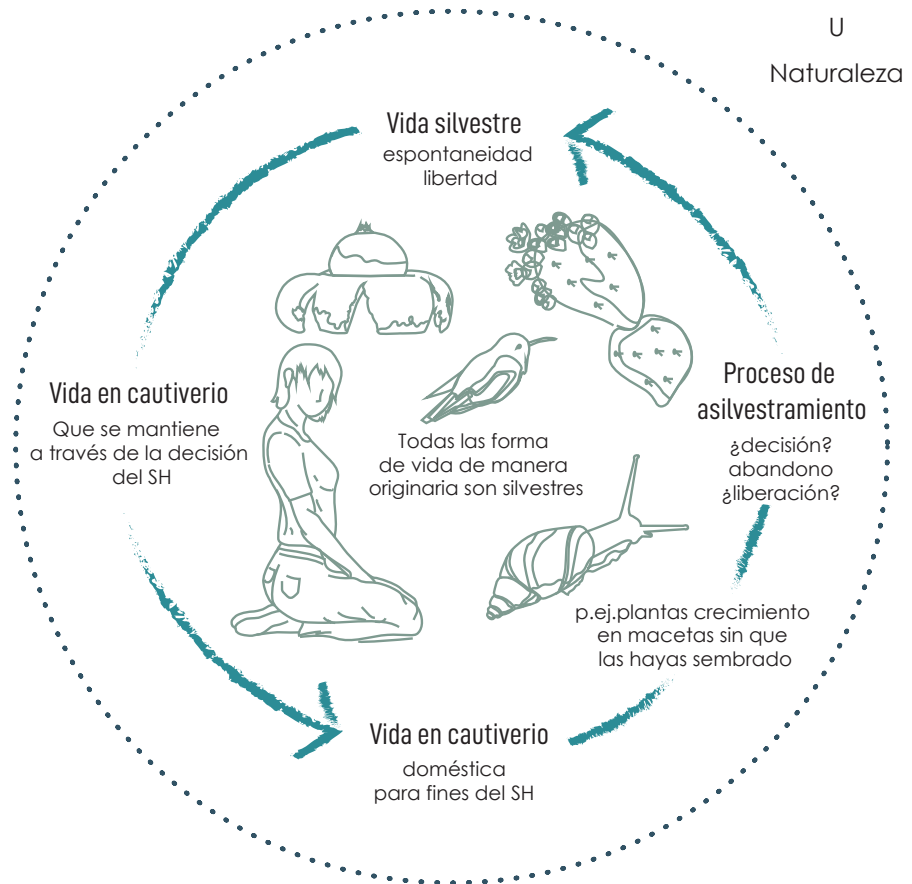 U
Naturaleza
Vida silvestre
espontaneidad
libertad
Vida en cautiverio
Que se mantiene
a través de la decisión
del SH
Todas las forma
de vida de manera
originaria son silvestres
Proceso de
asilvestramiento
¿decisión?
abandono
¿liberación?
p.ej.plantas crecimiento
en macetas sin que
las hayas sembrado
Vida en cautiverio
doméstica
para fines del SH